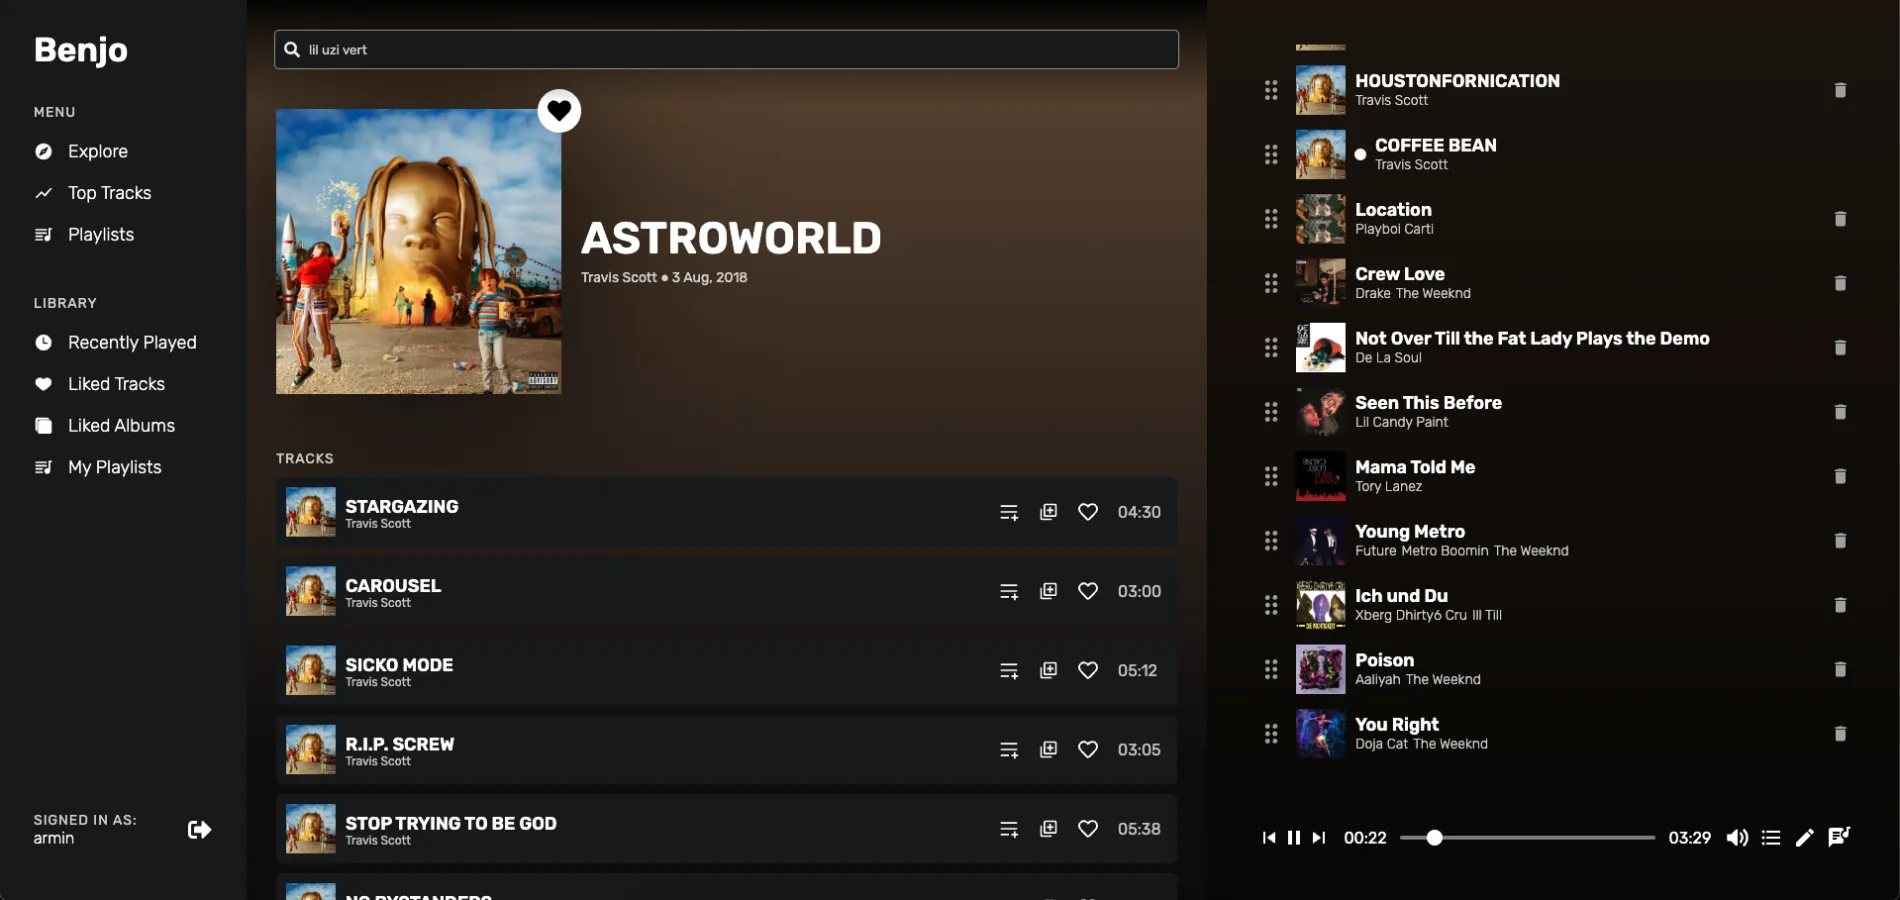 Benjo
MENU
Explore
Top Tracks
Playlists
LIBRARY
Recently Played
Liked Tracks
Liked Albums
My Playlists
SIGNED IN AS:
armin
lil uzi vert
ASTROWORLD
Travis Scott • 3 Aug, 2018
TRACKS
STARGAZING
Travis Scott
04:30
CAROUSEL
Travis Scott
03:00
SICKO MODE
Travis Scott
05:12
R.I.P. SCREW
Travis Scott
03:05
STOP TRYING TO BE GOD
Travis Scott
05:38
NO BYSTANDERS
HOUSTONFORNICATION
Travis Scott
COFFEE BEAN
Travis Scott
Location
Playboi Carti
Crew Love
Drake The Weeknd
Not Over Till the Fat Lady Plays the Demo
De La Soul
Seen This Before
Lil Candy Paint
Mama Told Me
Tory Lanez
Young Metro
Future Metro Boomin The Weeknd
Ich und Du
Xberg Dhirty6 Cru Ill Till
Poison
Aaliyah The Weeknd
You Right
Doja Cat The Weeknd
00:22
03:29